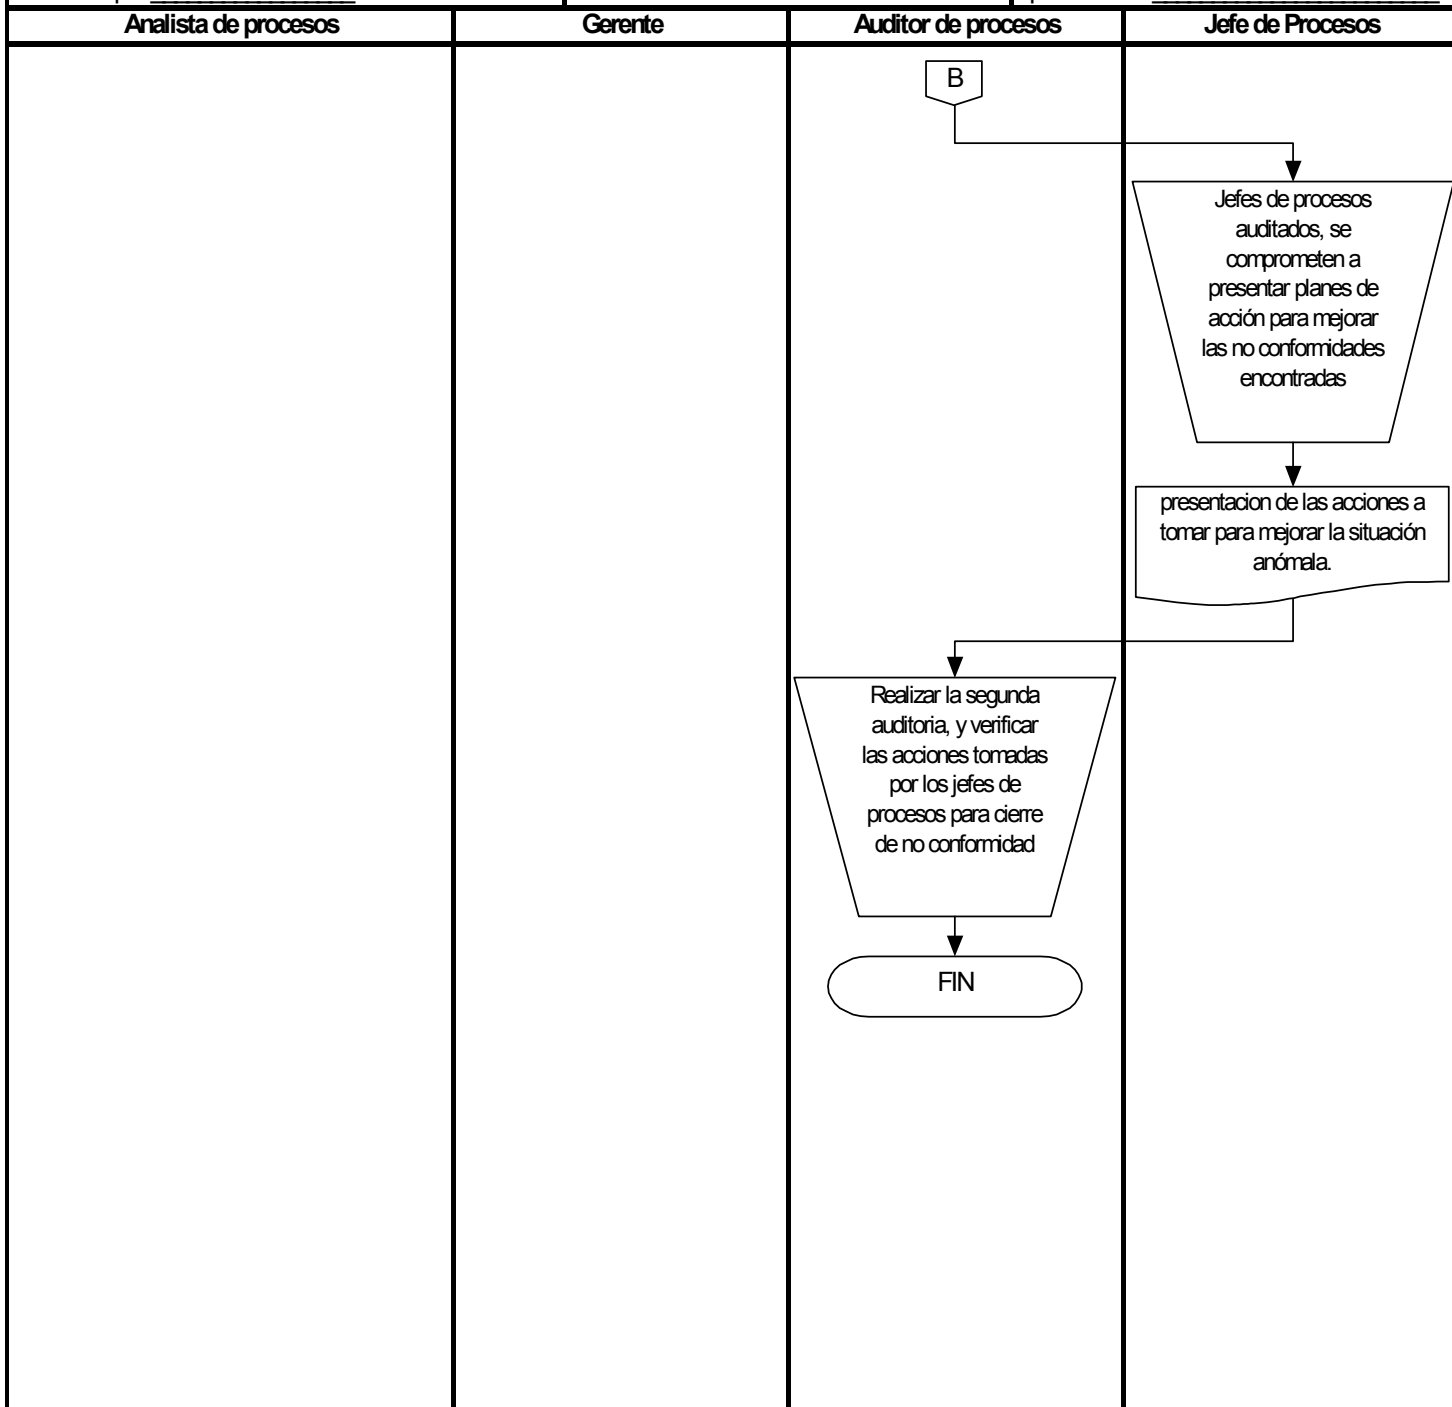 Analista de procesos
Gerente
Auditor de procesos
Jefe de Procesos
B
Jefes de procesos
auditados, se
comprometen a
presentar planes de
acción para mejorar
las no conformidades
encontradas
presentacion de las acciones a
tomar para mejorar la situación
anómala.
Realizar la segunda
auditoria, y verificar
las acciones tomadas
por los jefes de
procesos para cierre
de no conformidad
FIN